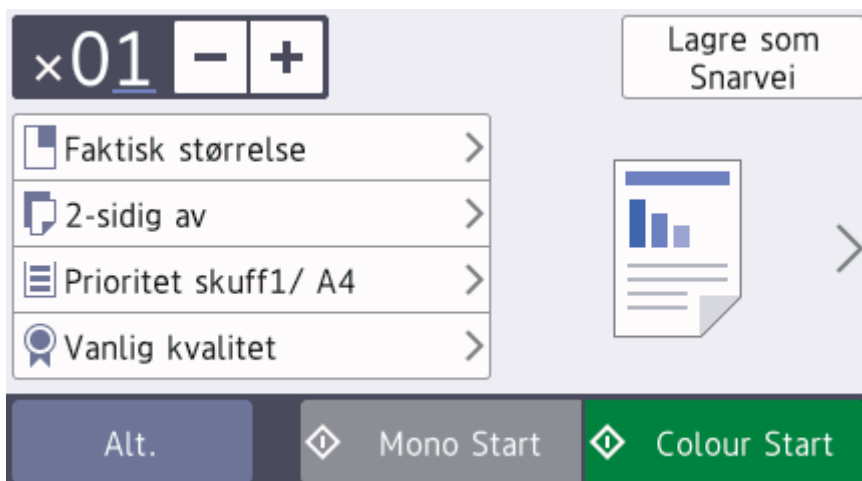 ×01 - +
Lagre som
Snarvei
Faktisk størrelse
2-sidig av
Prioritet skuff1/ A4
Vanlig kvalitet
Alt.
Mono Start
Colour Start